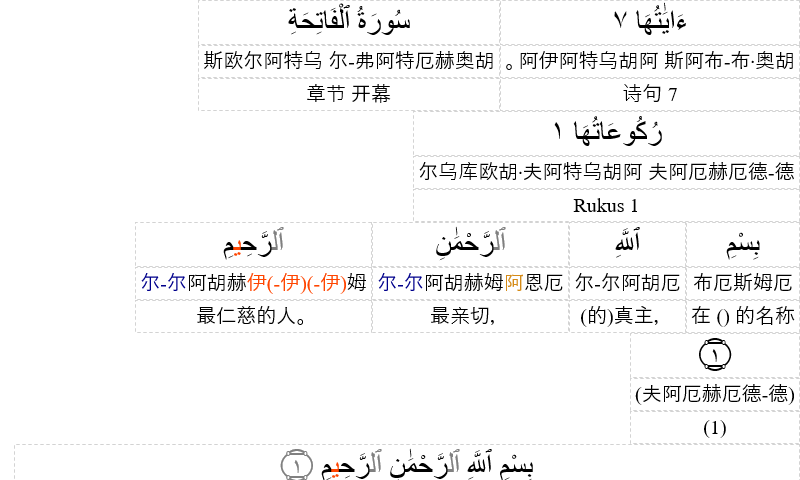 سُورَةُ ٱلْفَاتِحَةِ ءَايَٰتُهَا ٧
斯欧尔阿特乌 尔-弗阿特厄赫奥胡 。阿伊阿特乌胡阿 斯阿布-布·奥胡
章节 开幕 诗句 7
رُكُوعَاتُهَا ١
尔乌库欧胡·夫阿特乌胡阿 夫阿厄赫厄德-德
Rukus 1
بِسْمِ ٱللَّهِ ٱلرَّحْمَٰنِ ٱلرَّحِيمِ
尔-尔阿胡赫伊(-伊)(-伊)姆 尔-尔阿胡赫姆阿恩厄 尔-尔阿胡厄 布厄斯姆厄
最仁慈的人。 最亲切, (的)真主, 在 () 的名称
١
(夫阿厄赫厄德-德)
(1)
بِسْمِ ٱللَّهِ ٱلرَّحْمَٰنِ ٱلرَّحِيمِ ١